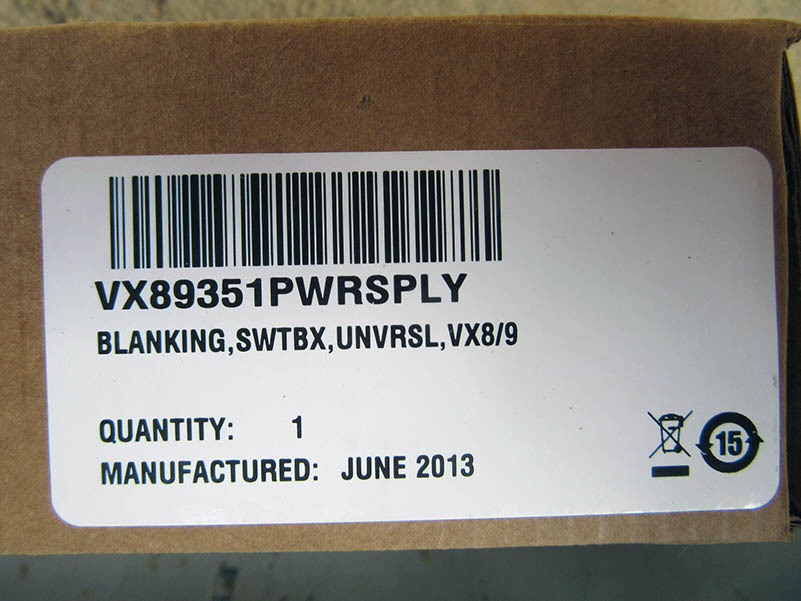 VX89351PWRSPLY
BLANKING,SWTBX,UNVRSL,VX8/9
QUANTITY: 1
MANUFACTURED: JUNE 2013
15